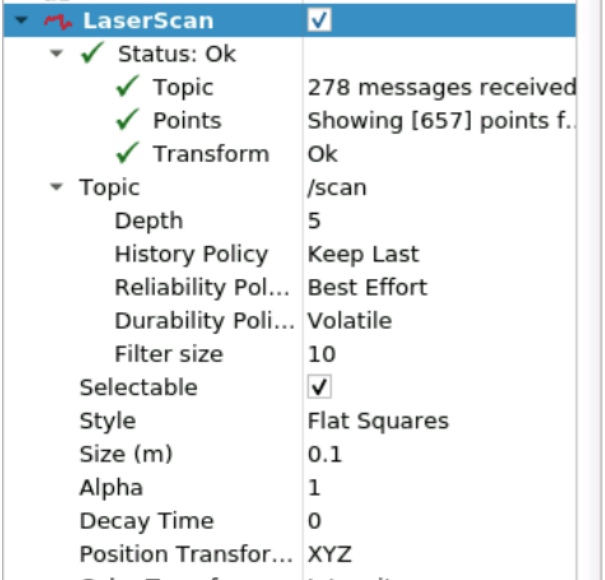 LaserScan
Status: Ok
Topic 278 messages received
Points Showing [657] points f..
Transform Ok
Topic /scan
Depth 5
History Policy Keep Last
Reliability Pol... Best Effort
Durability Poli... Volatile
Filter size 10
Selectable
Style Flat Squares
Size (m) 0.1
Alpha 1
Decay Time 0
Position Transfor... XYZ